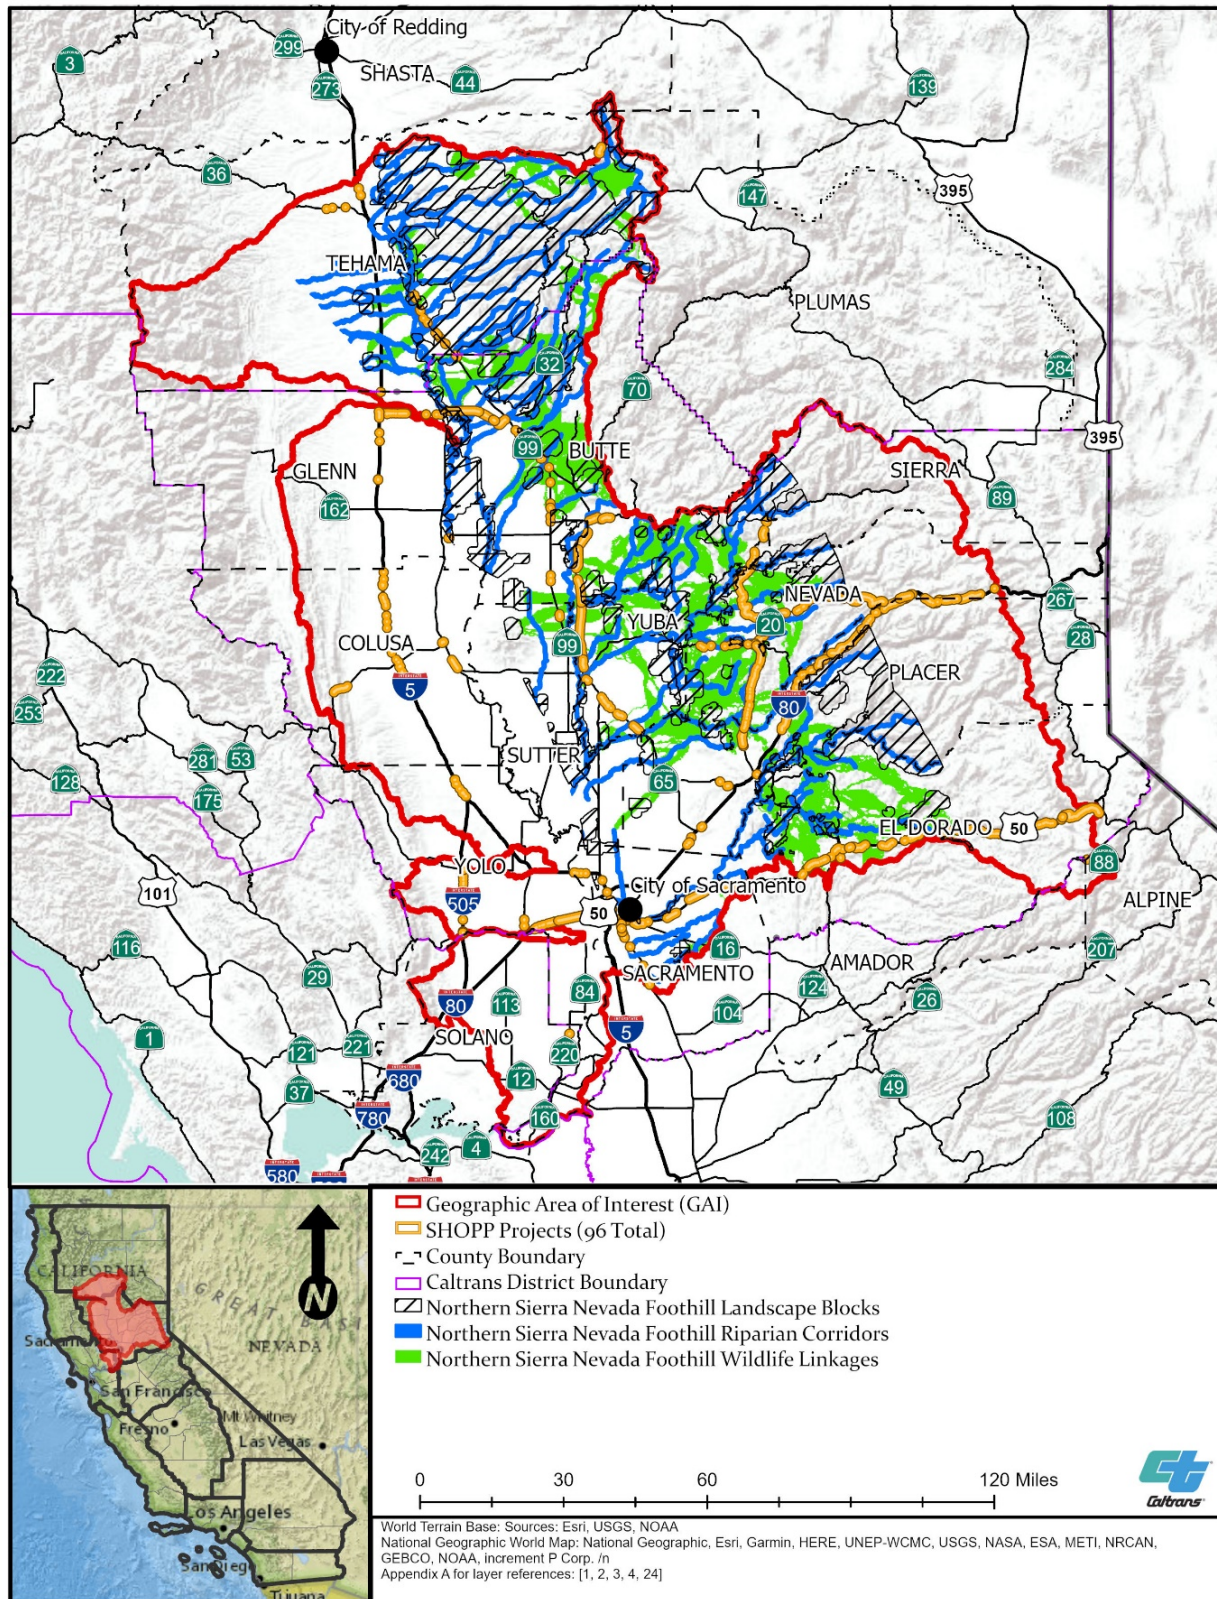 City of Redding
299
3
SHASTA
273
44
139
36
147
395
TEHAMA
PLUMAS
32
70
284
395
99
BUTTE
GLENN
SIERRA
162
89
NEVADA
267
YUBA
20
28
COLUSA
99
222
5
PLACER
253
80
281
53
SUTTER
128
65
175
EL DORADO
50
YOLO
88
City of Sacramento
101
505
50
ALPINE
116
16
207
SACRAMENTO
AMADOR
29
124
80
113
84
26
104
1
5
SOLANO
121
221
220
680
12
37
49
780
160
108
4
242
580
Geographic Area of Interest (GAI)
SHOPP Projects (96 Total)
County Boundary
Caltrans District Boundary
Northern Sierra Nevada Foothill Landscape Blocks
Northern Sierra Nevada Foothill Riparian Corridors
Northern Sierra Nevada Foothill Wildlife Linkages
N
CALIFORNIA
GREAT BASI
NEVADA
Sacramento
San Francisco
Mt Whitney
Fresno
Las Vegas
Los Angeles
San Diego
Tijuana
0 30 60 120 Miles
Caltrans
World Terrain Base: Sources: Esri, USGS, NOAA
National Geographic World Map: National Geographic, Esri, Garmin, HERE, UNEP-WCMC, USGS, NASA, ESA, METI, NRCAN,
GEBCO, NOAA, increment P Corp. /n
Appendix A for layer references: [1, 2, 3, 4, 24]